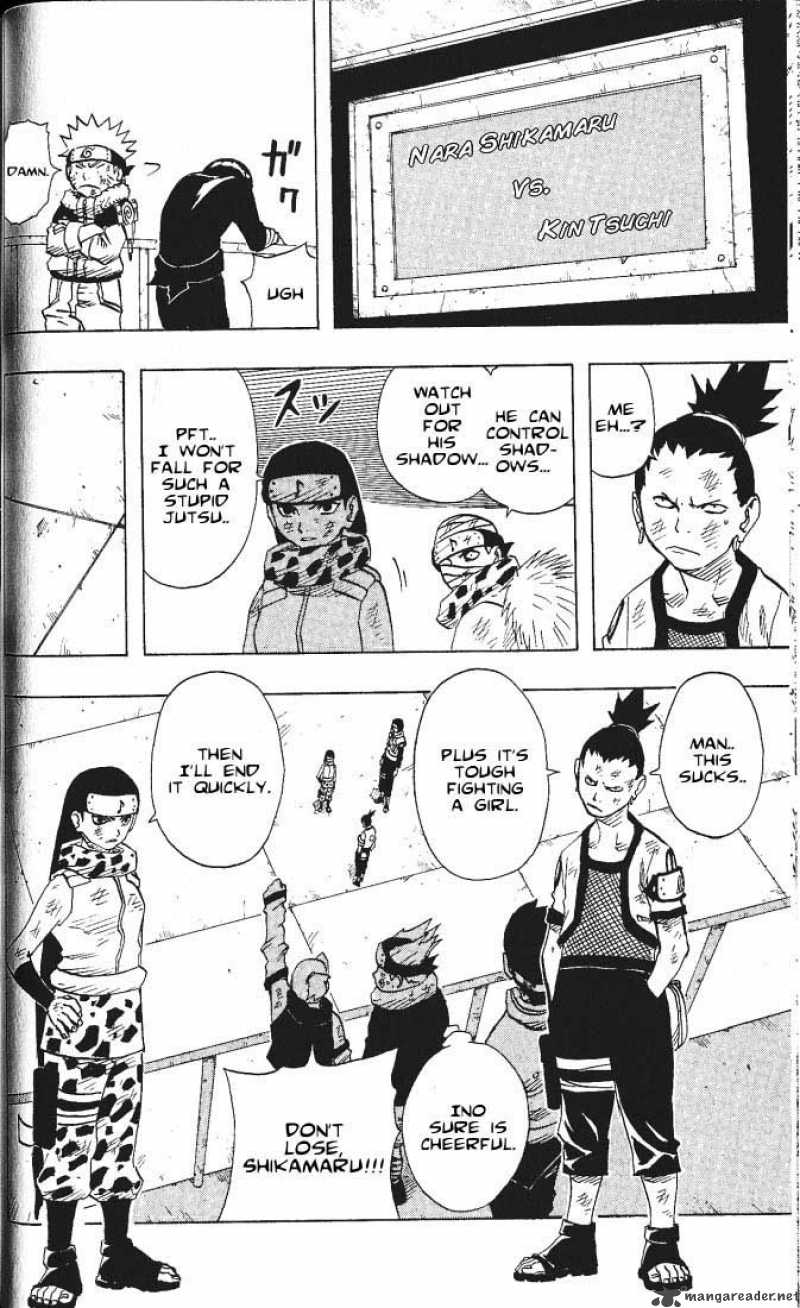 NARA SHIKAMARU
VS.
KIN TSUCHI
ガク
UGH
DAMN.
ME
EH...?
HE CAN
CONTROL
SHAD-
OWS...
WATCH
OUT
FOR
HIS
SHADOW...
スッ
PFT..
I WON'T
FALL FOR
SUCH A
STUPID
JUTSU..
MAN..
THIS
SUCKS..
PLUS IT'S
TOUGH
FIGHTING
A GIRL.
THEN
I'LL END
IT QUICKLY.
INO
SURE IS
CHEERFUL.
DON'T
LOSE,
SHIKAMARU!!!
mangareader.net